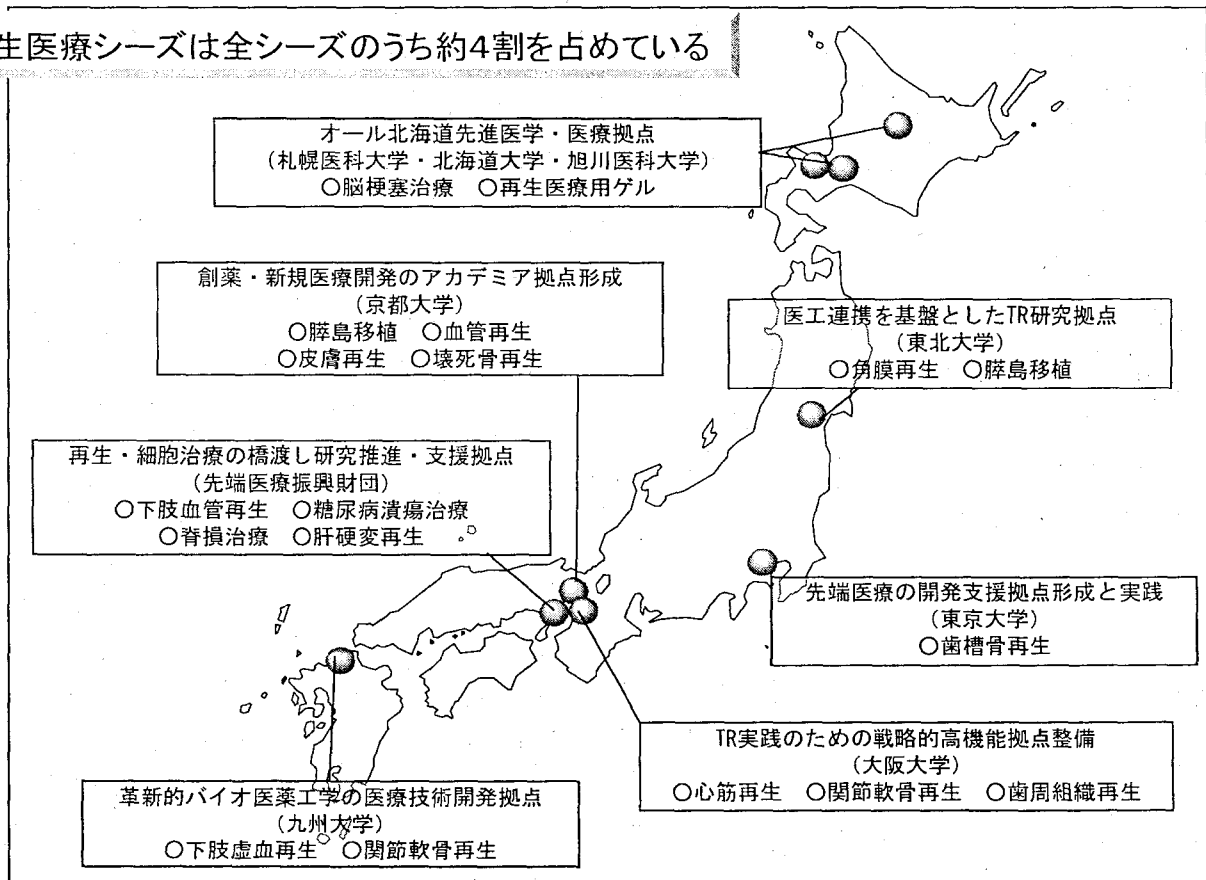 生医療シーズは全シーズのうち約4割を占めている
オール北海道先進医学・医療拠点
(札幌医科大学・北海道大学・旭川医科大学)
○脳梗塞治療 ○再生医療用ゲル
創薬・新規医療開発のアカデミア拠点形成
(京都大学)
○膵島移植 ○血管再生
○皮膚再生 ○壊死骨再生
医工連携を基盤としたTR研究拠点
(東北大学)
○角膜再生 ○膵島移植
再生・細胞治療の橋渡し研究推進・支援拠点
(先端医療振興財団)
○下肢血管再生 ○糖尿病潰瘍治療
○脊損治療 ○肝硬変再生
先端医療の開発支援拠点形成と実践
(東京大学)
○歯槽骨再生
TR実践のための戦略的高機能拠点整備
(大阪大学)
○心筋再生 ○関節軟骨再生 ○歯周組織再生
革新的バイオ医薬工学の医療技術開発拠点
(九州大学)
○下肢虚血再生 ○関節軟骨再生